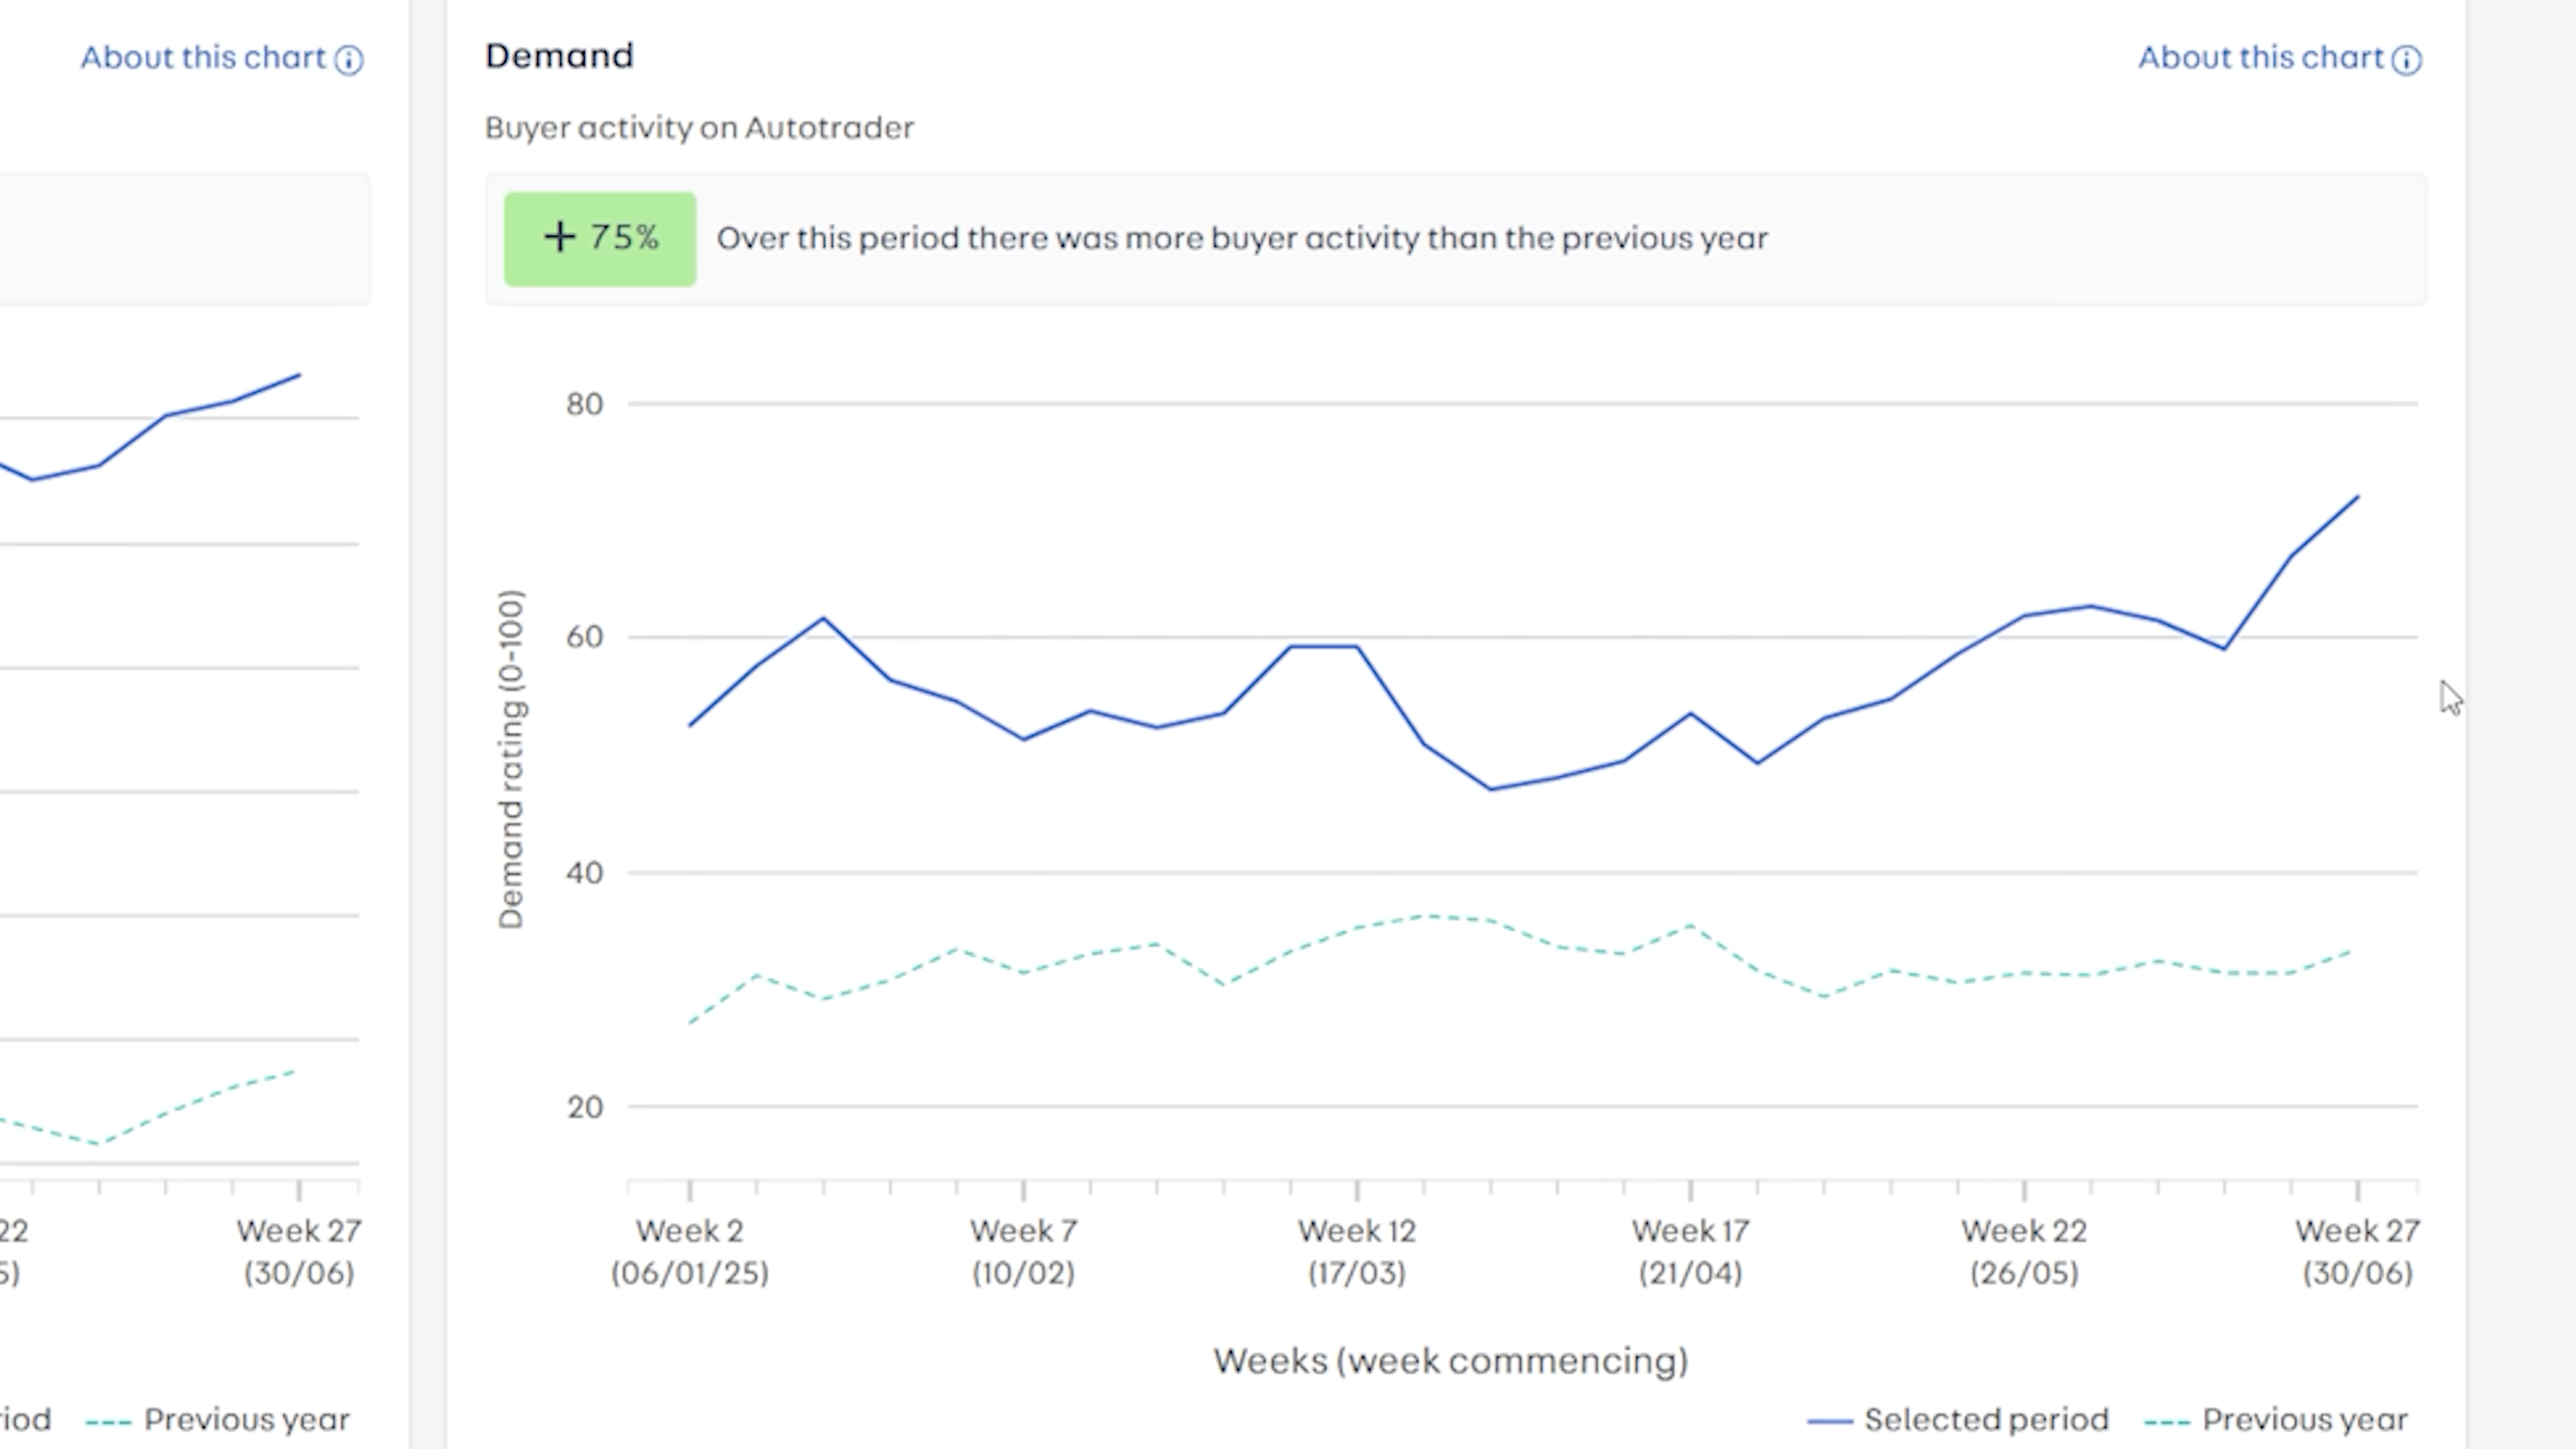 About this chart
22
5)
Week 27
(30/06)
riod
Previous year
Demand
About this chart
Buyer activity on Autotrader
+ 75%
Over this period there was more buyer activity than the previous year
Demand rating (0-100)
80
60
40
20
Week 2
(06/01/25)
Week 7
(10/02)
Week 12
(17/03)
Week 17
(21/04)
Week 22
(26/05)
Week 27
(30/06)
Weeks (week commencing)
Selected period
Previous year